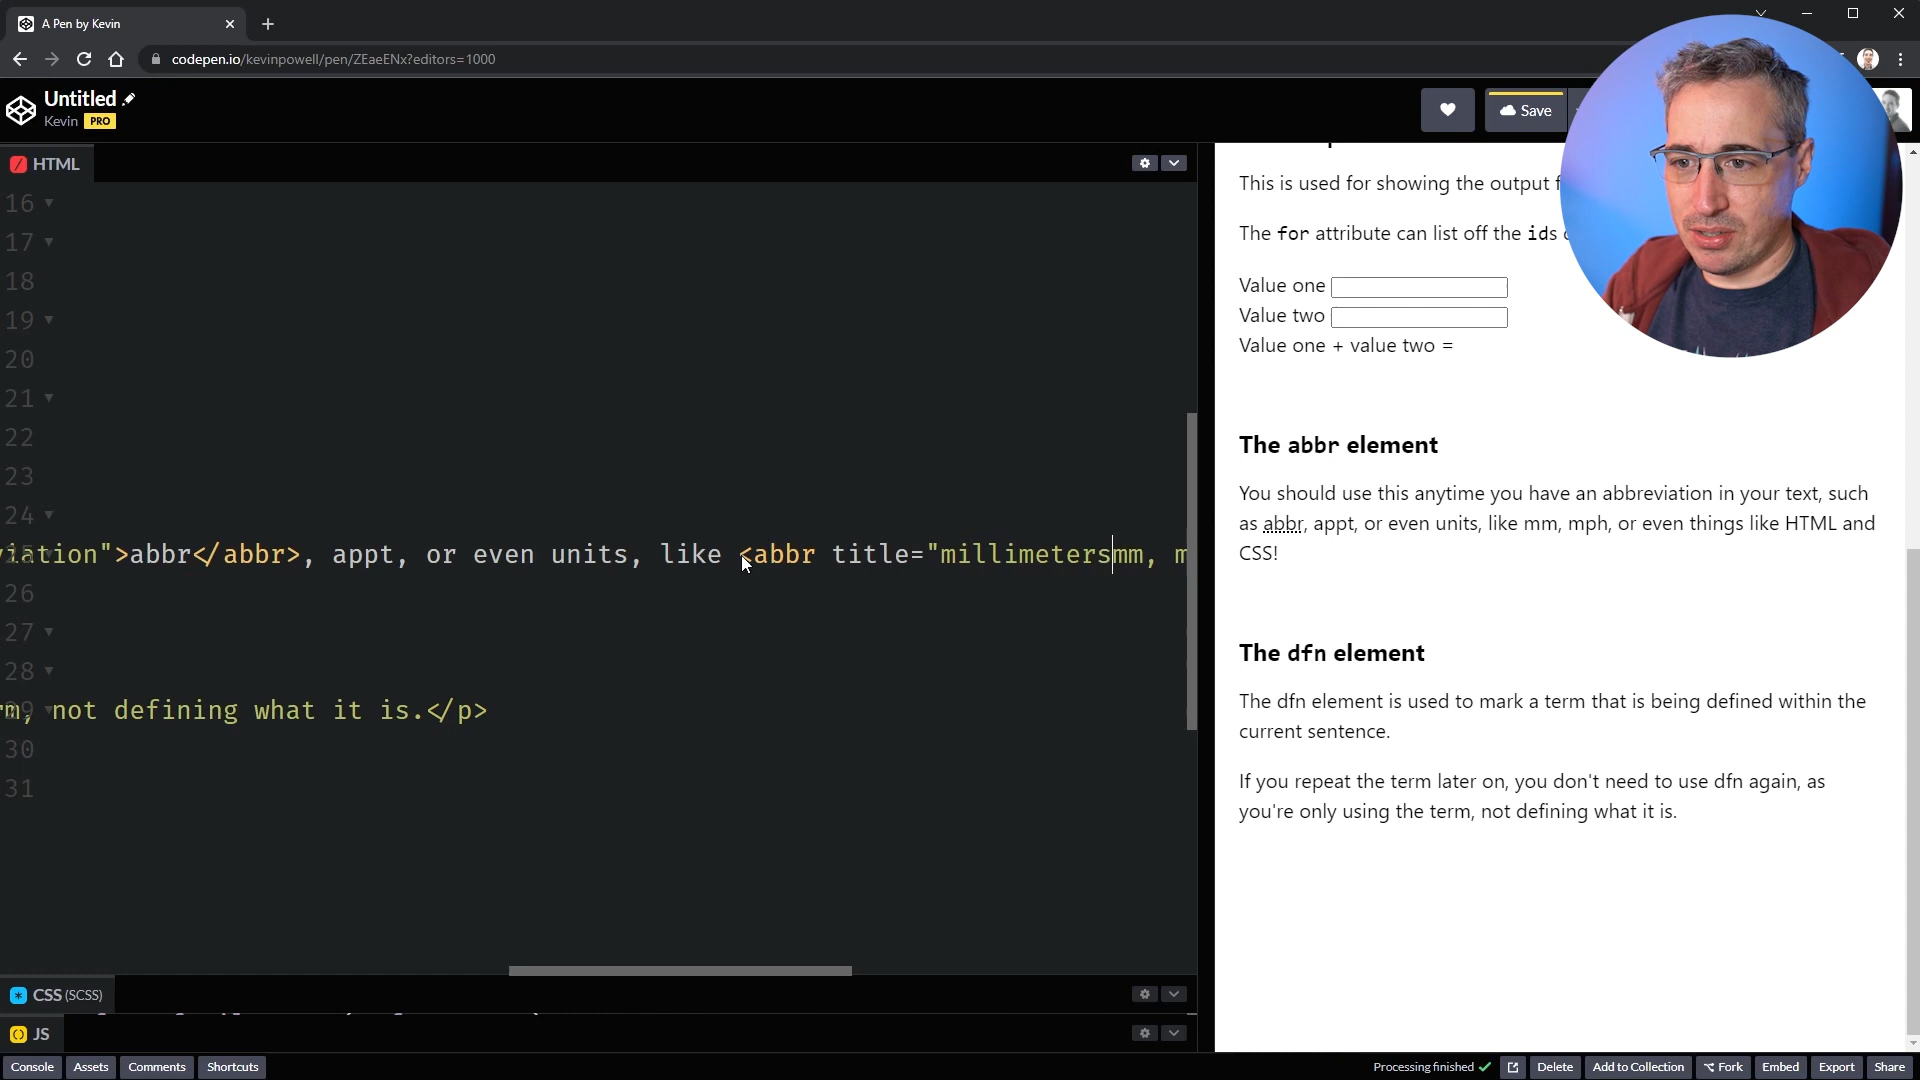 A Pen by Kevin
codepen.io/kevinpowell/pen/ZEaeENx?editors=1000
Untitled
Kevin PRO
Save
HTML
16
17
18
19
20
21
22
23
24
25 iation">abbr</abbr>, appt, or even units, like <abbr title="millimetersmm, m
26
27
28
29 m, not defining what it is.</p>
30
31
CSS (SCSS)
JS
This is used for showing the output f
The for attribute can list off the ids
Value one
Value two
Value one + value two =
The abbr element
You should use this anytime you have an abbreviation in your text, such
as abbr, appt, or even units, like mm, mph, or even things like HTML and
CSS!
The dfn element
The dfn element is used to mark a term that is being defined within the
current sentence.
If you repeat the term later on, you don't need to use dfn again, as
you're only using the term, not defining what it is.
Console Assets Comments Shortcuts
Processing finished Delete Add to Collection Fork Embed Export Share